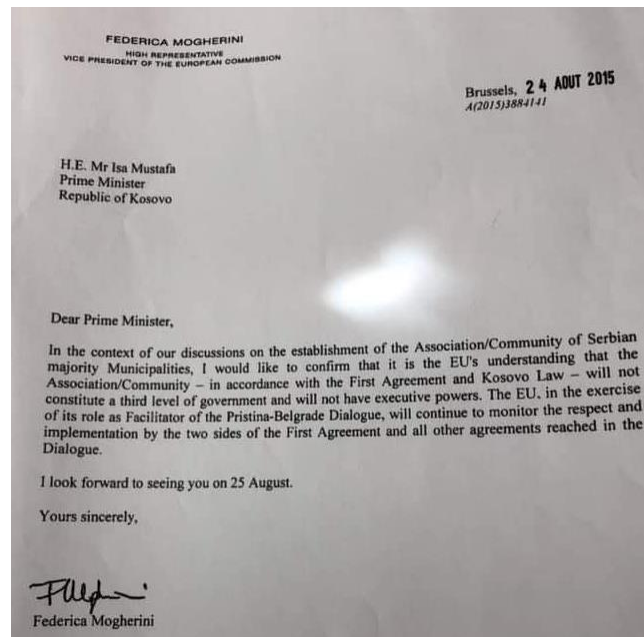 FEDERICA MOGHERINI
HIGH REPRESENTATIVE
VICE PRESIDENT OF THE EUROPEAN COMMISSION
Brussels, 24 AOUT 2015
A(2015)3884141
H.E. Mr Isa Mustafa
Prime Minister
Republic of Kosovo
Dear Prime Minister,
In the context of our discussions on the establishment of the Association/Community of Serbian
majority Municipalities, I would like to confirm that it is the EU's understanding that the
Association/Community – in accordance with the First Agreement and Kosovo Law – will not
constitute a third level of government and will not have executive powers. The EU, in the exercise
of its role as Facilitator of the Pristina-Belgrade Dialogue, will continue to monitor the respect and
implementation by the two sides of the First Agreement and all other agreements reached in the
Dialogue.
I look forward to seeing you on 25 August.
Yours sincerely,
Federica Mogherini